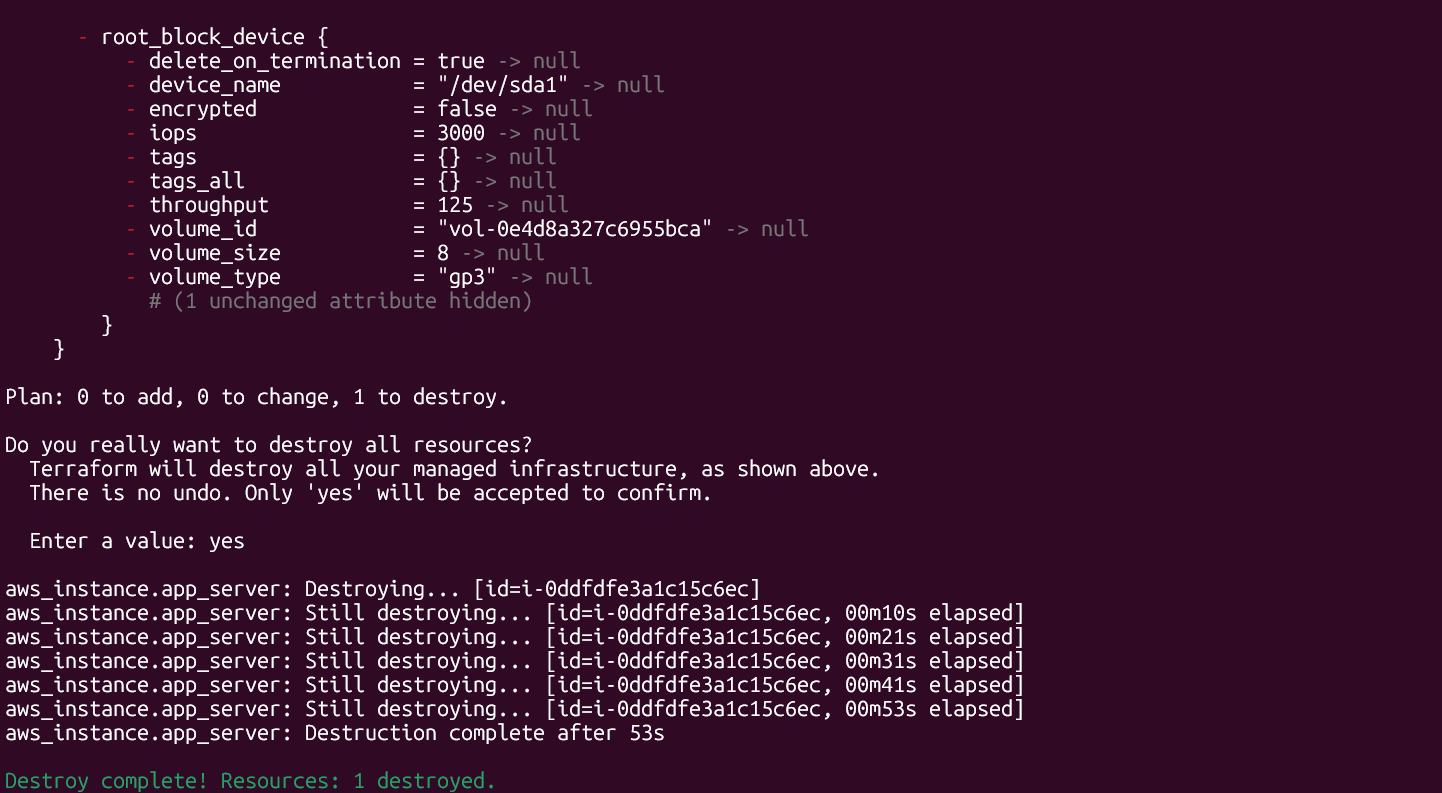 - root_block_device {
- delete_on_termination = true -> null
- device_name           = "/dev/sda1" -> null
- encrypted             = false -> null
- iops                  = 3000 -> null
- tags                  = {} -> null
- tags_all              = {} -> null
- throughput            = 125 -> null
- volume_id             = "vol-0e4d8a327c6955bca" -> null
- volume_size           = 8 -> null
- volume_type           = "gp3" -> null
# (1 unchanged attribute hidden)
}
}
Plan: 0 to add, 0 to change, 1 to destroy.
Do you really want to destroy all resources?
Terraform will destroy all your managed infrastructure, as shown above.
There is no undo. Only 'yes' will be accepted to confirm.
Enter a value: yes
aws_instance.app_server: Destroying... [id=i-0ddfdfe3a1c15c6ec]
aws_instance.app_server: Still destroying... [id=i-0ddfdfe3a1c15c6ec, 00m10s elapsed]
aws_instance.app_server: Still destroying... [id=i-0ddfdfe3a1c15c6ec, 00m21s elapsed]
aws_instance.app_server: Still destroying... [id=i-0ddfdfe3a1c15c6ec, 00m31s elapsed]
aws_instance.app_server: Still destroying... [id=i-0ddfdfe3a1c15c6ec, 00m41s elapsed]
aws_instance.app_server: Still destroying... [id=i-0ddfdfe3a1c15c6ec, 00m53s elapsed]
aws_instance.app_server: Destruction complete after 53s
Destroy complete! Resources: 1 destroyed.